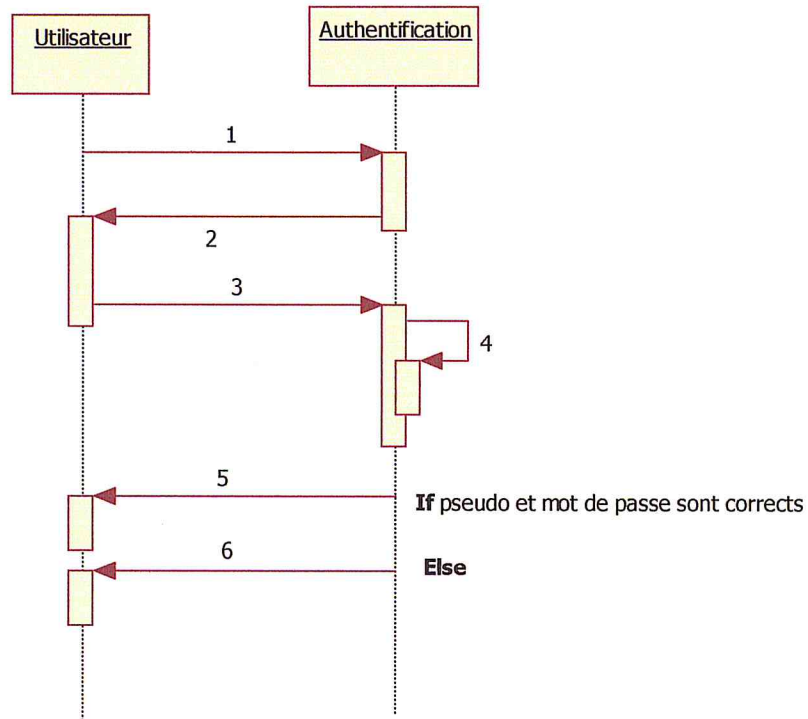 Utilisateur
Authentification
1
2
3
4
5
If pseudo et mot de passe sont corrects
6
Else